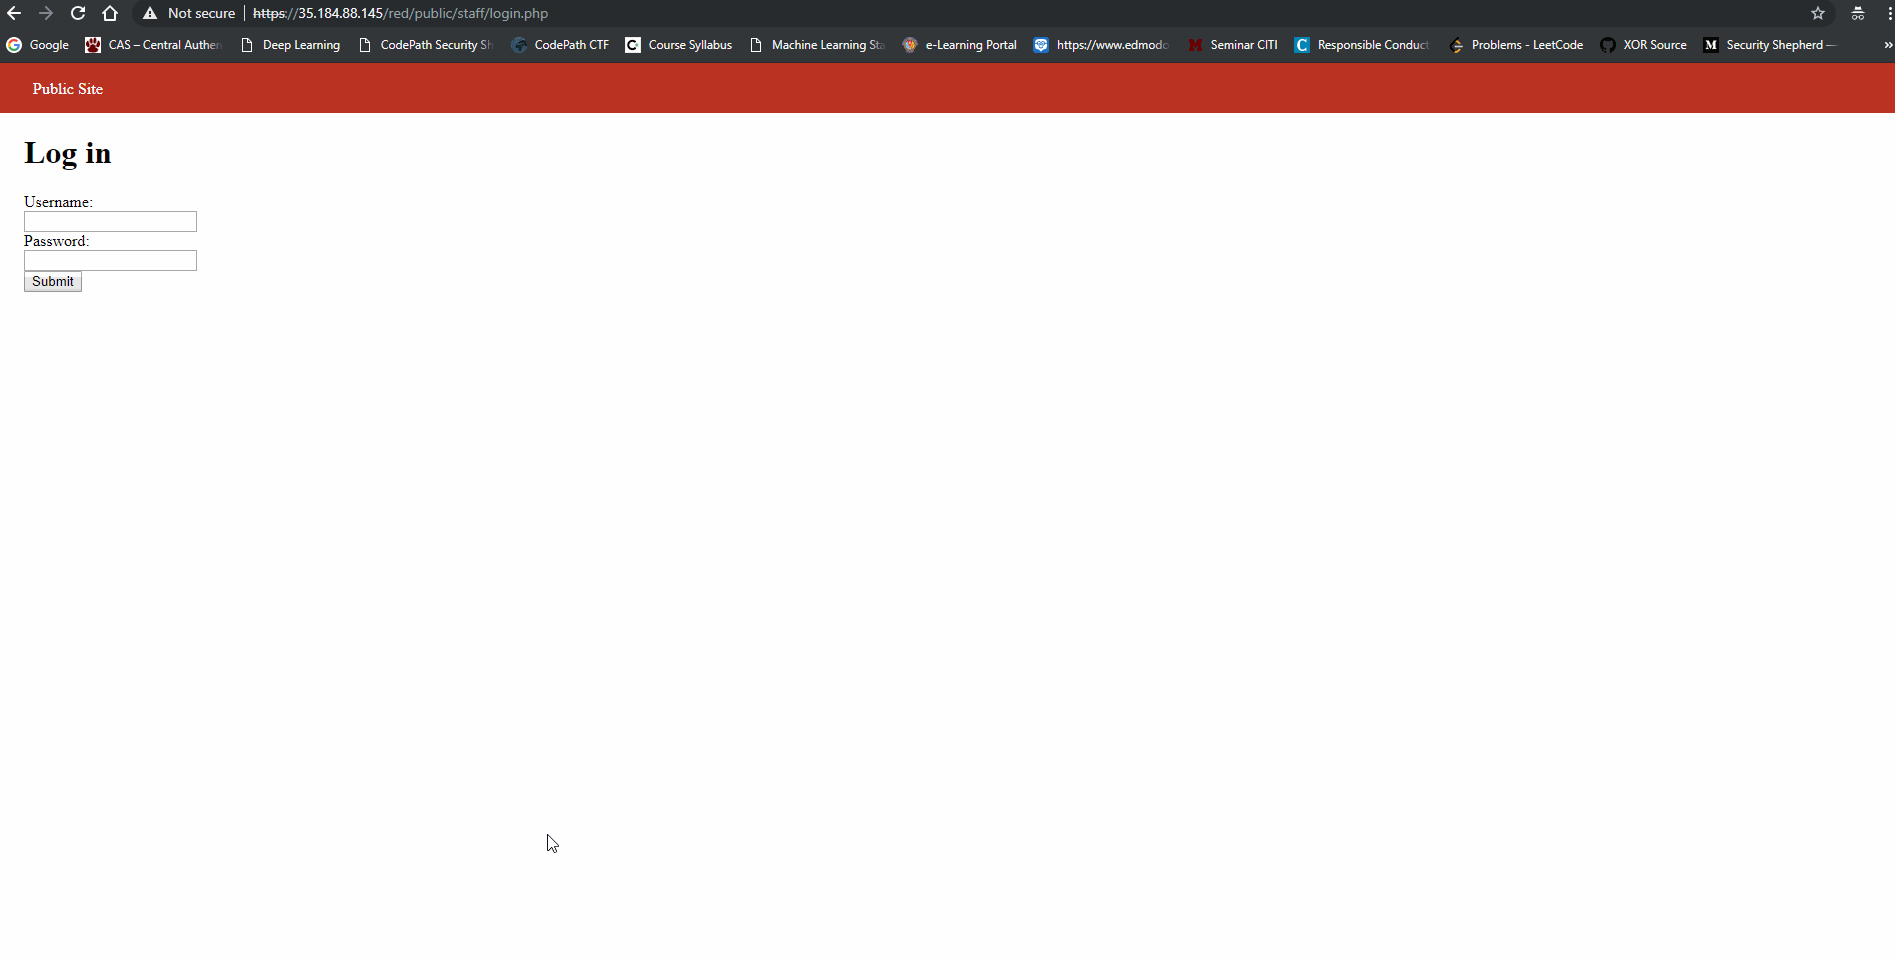 Not secure https://35.184.88.145/red/public/staff/login.php
Google CAS – Central Authen Deep Learning CodePath Security Sh CodePath CTF Course Syllabus Machine Learning Sta e-Learning Portal https://www.edmodo Seminar CITI Responsible Conduct Problems - LeetCode XOR Source Security Shepherd — »
Public Site
Log in
Username:
Password:
Submit